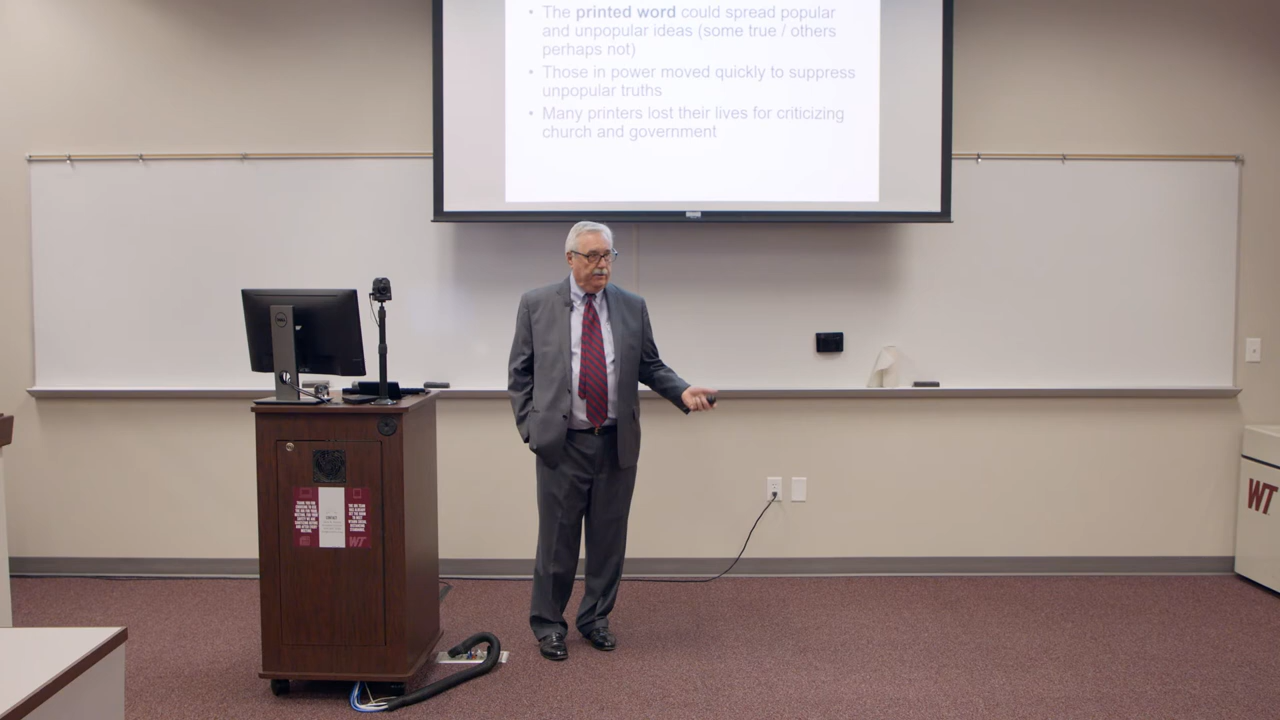 • The printed word could spread popular
and unpopular ideas (some true / others
perhaps not)
• Those in power moved quickly to suppress
unpopular truths
• Many printers lost their lives for criticizing
church and government
DELL
WT
WT